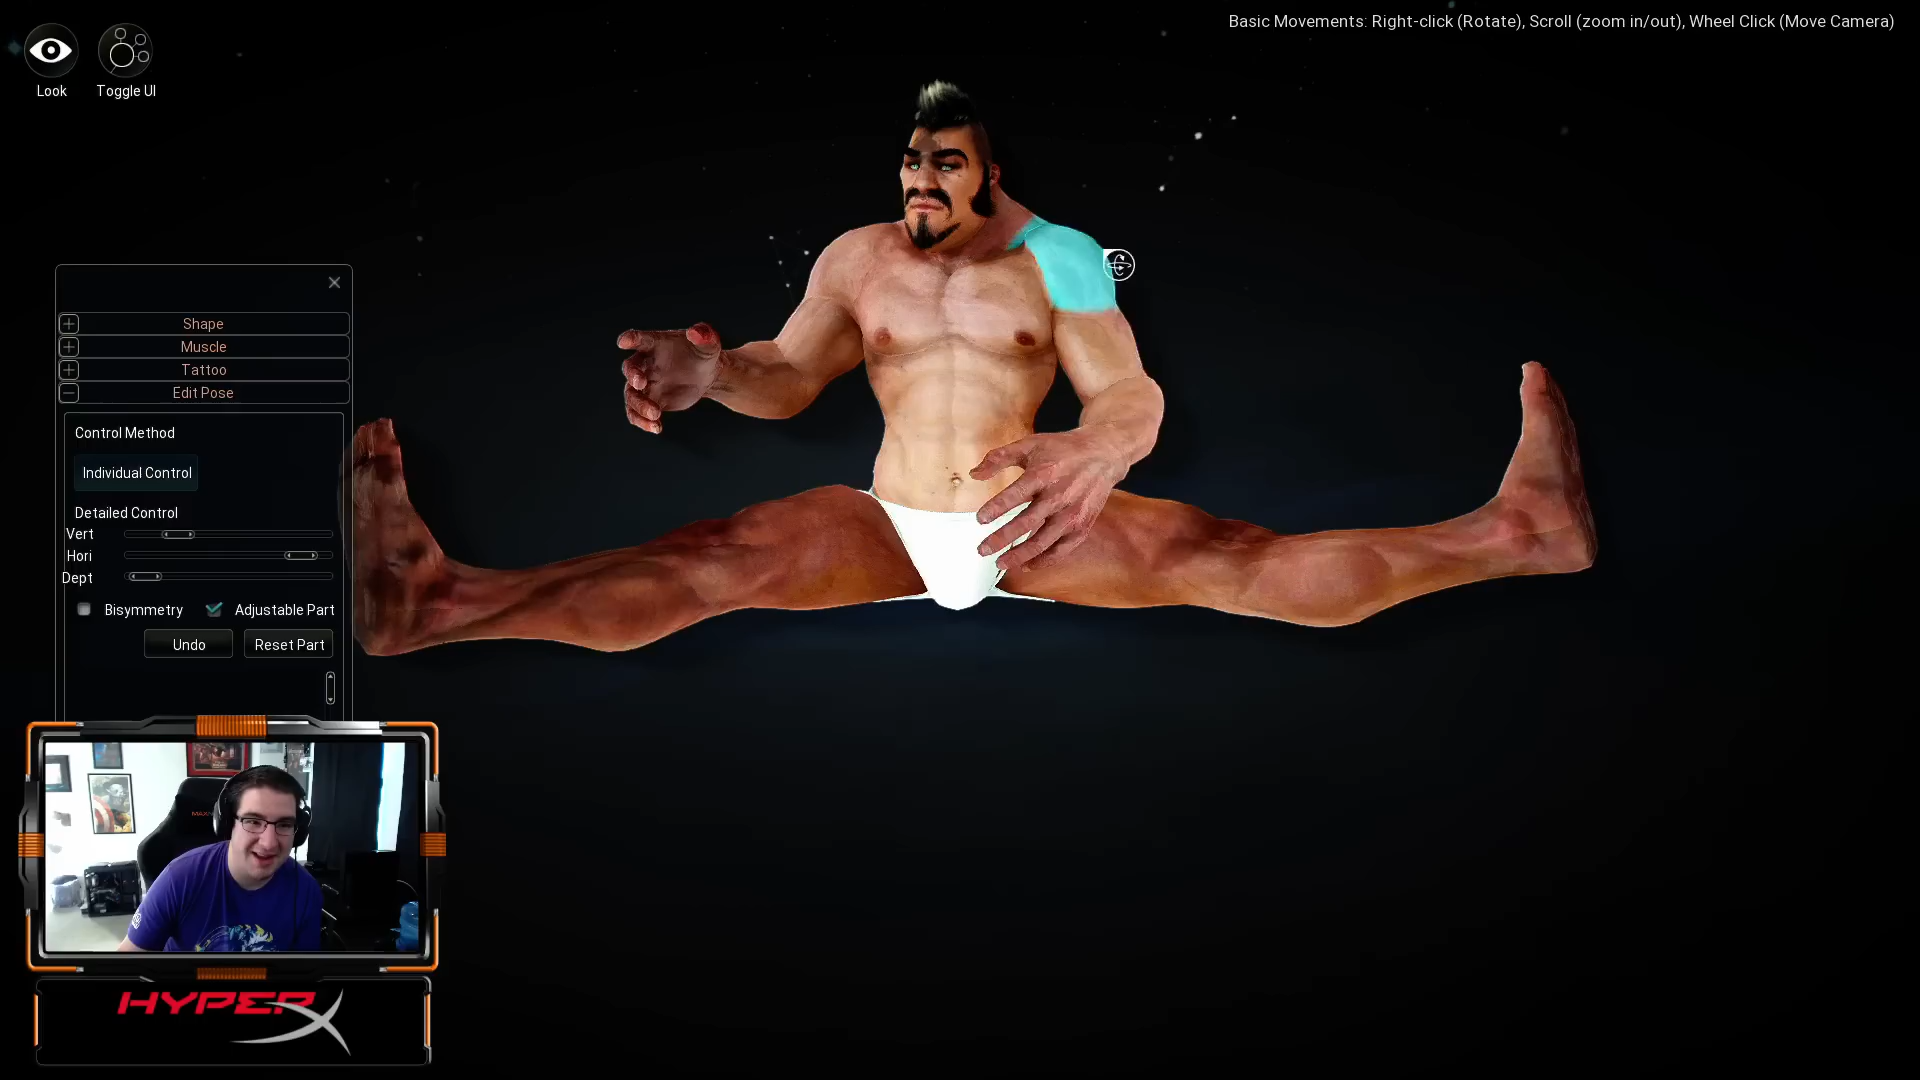 Basic Movements: Right-click (Rotate), Scroll (zoom in/out), Wheel Click (Move Camera)
Look
Toggle UI
Shape
Muscle
Tattoo
Edit Pose
Control Method
Individual Control
Detailed Control
Vert
Hori
Dept
Bisymmetry
Adjustable Part
Undo
Reset Part
HYPERX